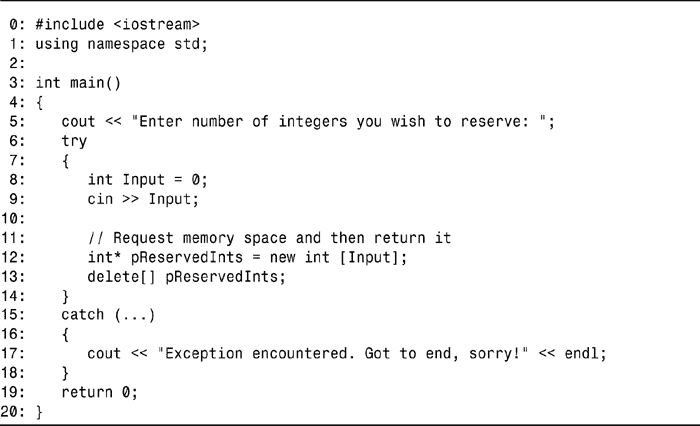 0: #include <iostream>
1: using namespace std;
2:
3: int main()
4: {
5:    cout << "Enter number of integers you wish to reserve: ";
6:    try
7:    {
8:       int Input = 0;
9:       cin >> Input;
10:
11:       // Request memory space and then return it
12:       int* pReservedInts = new int [Input];
13:       delete[] pReservedInts;
14:    }
15:    catch (...)
16:    {
17:       cout << "Exception encountered. Got to end, sorry!" << endl;
18:    }
19:    return 0;
20: }